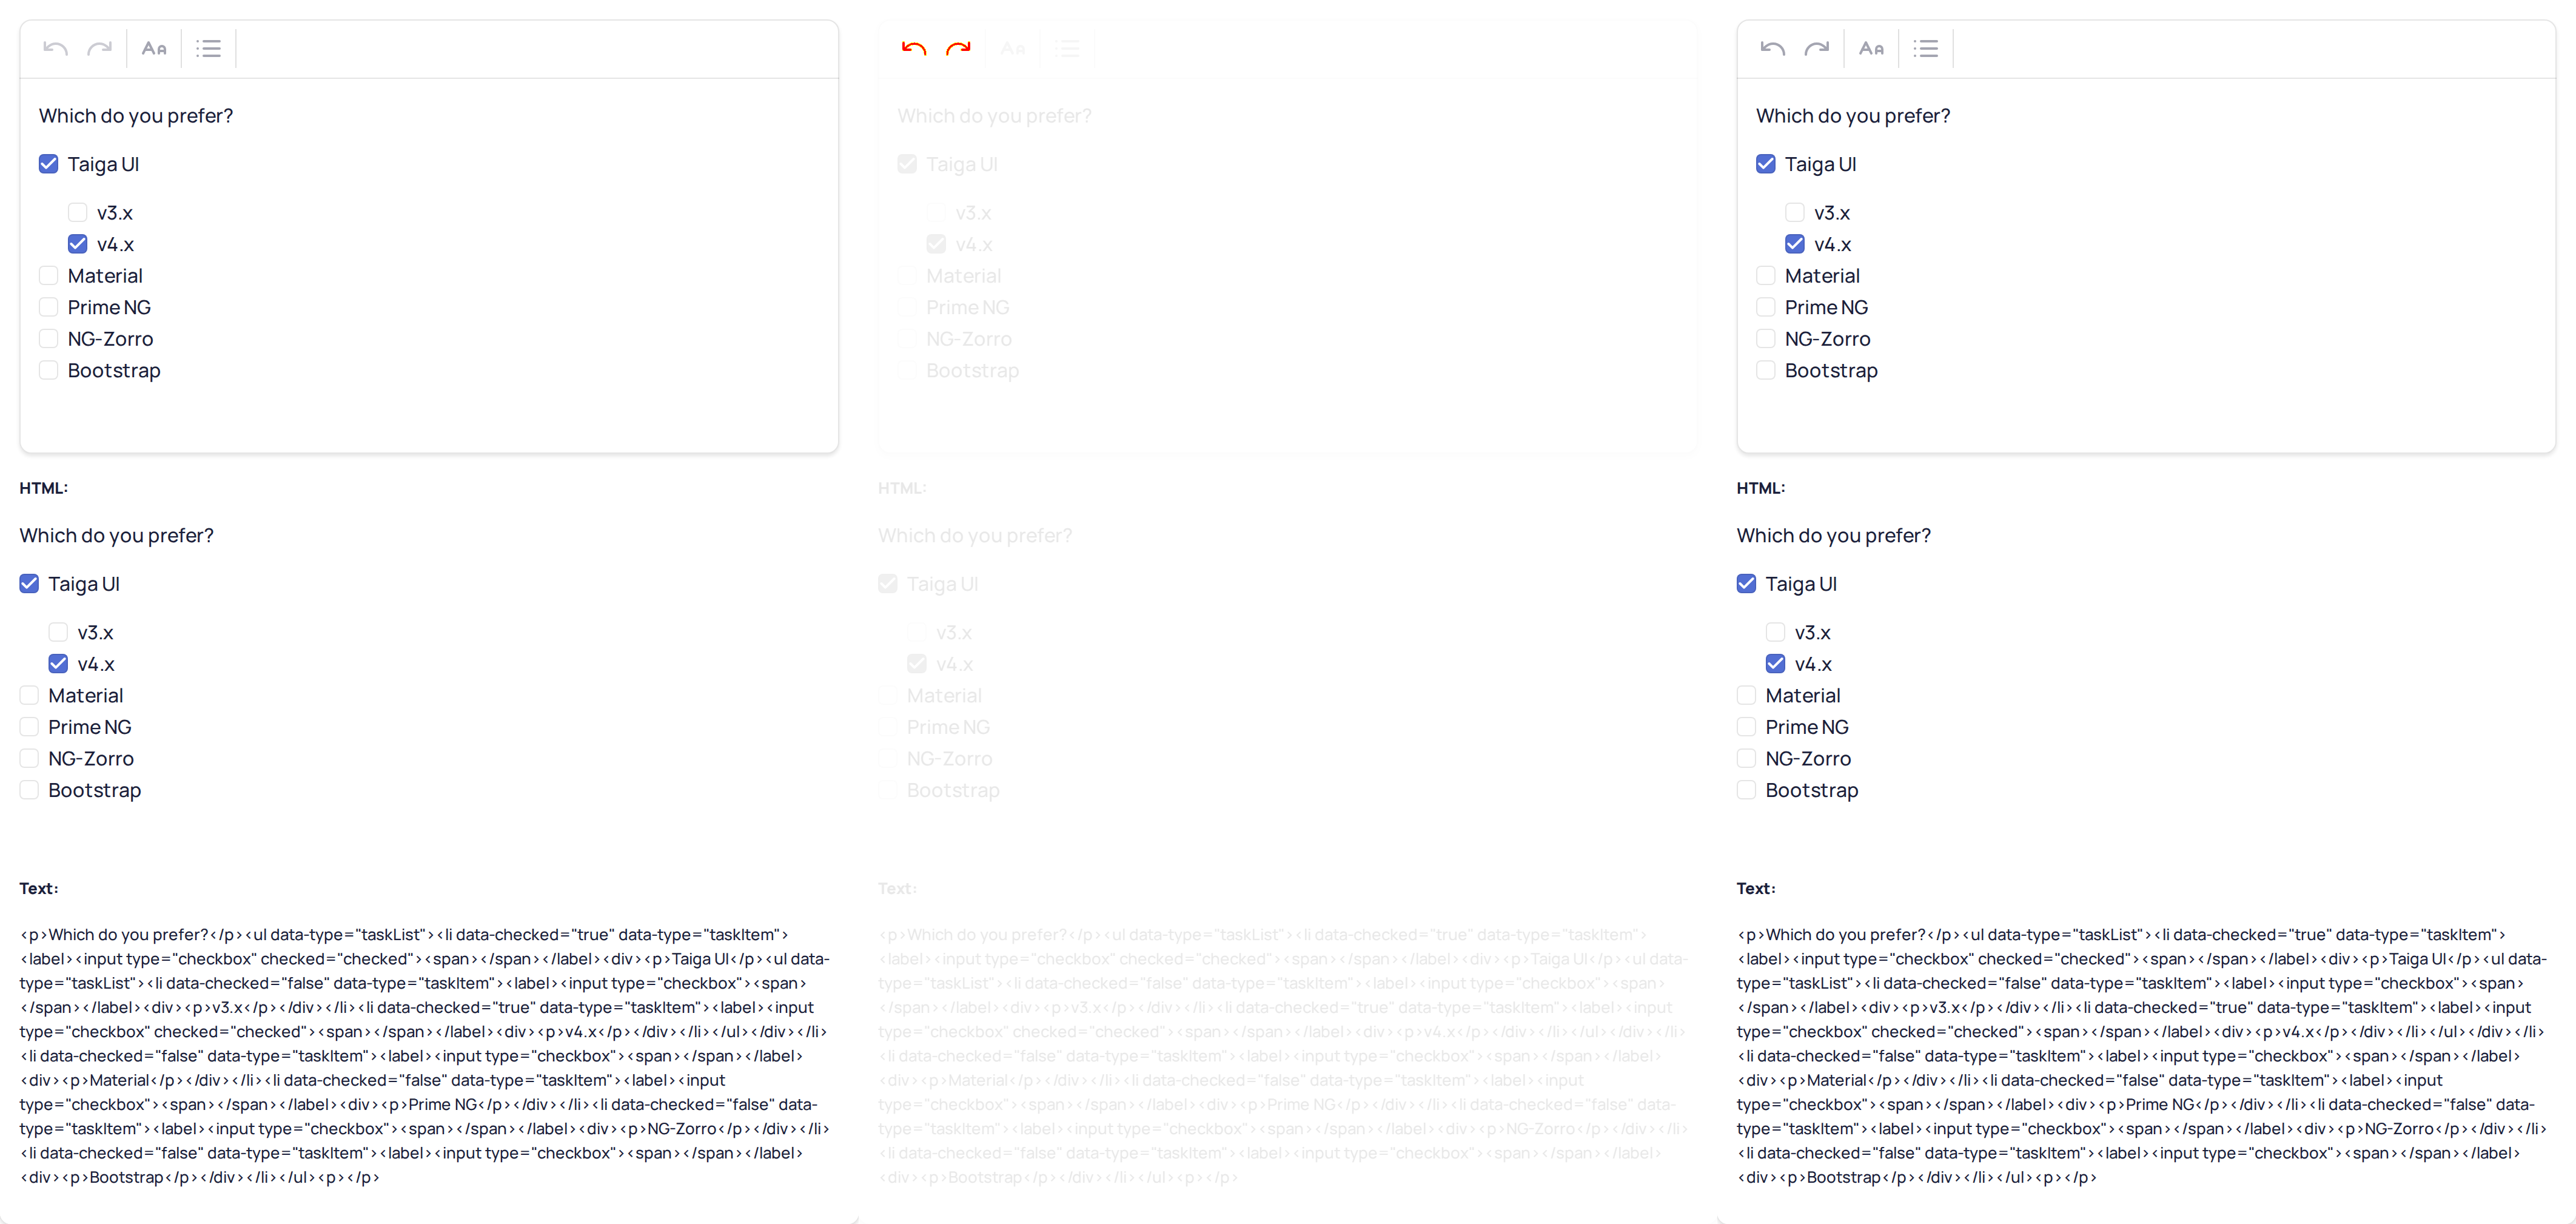 AA
Which do you prefer?
Taiga UI
v3.x
v4.x
Material
Prime NG
NG-Zorro
Bootstrap
HTML:
Which do you prefer?
Taiga UI
v3.x
v4.x
Material
Prime NG
NG-Zorro
Bootstrap
Text:
<p>Which do you prefer?</p><ul data-type="taskList"><li data-checked="true" data-type="taskItem">
<label><input type="checkbox" checked="checked"><span></span></label><div><p>Taiga UI</p><ul data-
type="taskList"><li data-checked="false" data-type="taskItem"><label><input type="checkbox"><span>
</span></label><div><p>v3.x</p></div></li><li data-checked="true" data-type="taskItem"><label><input
type="checkbox" checked="checked"><span></span></label><div><p>v4.x</p></div></li></ul></div></li>
<li data-checked="false" data-type="taskItem"><label><input type="checkbox"><span></span></label>
<div><p>Material</p></div></li><li data-checked="false" data-type="taskItem"><label><input
type="checkbox"><span></span></label><div><p>Prime NG</p></div></li><li data-checked="false" data-
type="taskItem"><label><input type="checkbox"><span></span></label><div><p>NG-Zorro</p></div></li>
<li data-checked="false" data-type="taskItem"><label><input type="checkbox"><span></span></label>
<div><p>Bootstrap</p></div></li></ul><p></p>
AA
Which do you prefer?
Taiga UI
v3.x
v4.x
Material
Prime NG
NG-Zorro
Bootstrap
HTML:
Which do you prefer?
Taiga UI
v3.x
v4.x
Material
Prime NG
NG-Zorro
Bootstrap
Text:
<p>Which do you prefer?</p><ul data-type="taskList"><li data-checked="true" data-type="taskItem">
<label><input type="checkbox" checked="checked"><span></span></label><div><p>Taiga UI</p><ul data-
type="taskList"><li data-checked="false" data-type="taskItem"><label><input type="checkbox"><span>
</span></label><div><p>v3.x</p></div></li><li data-checked="true" data-type="taskItem"><label><input
type="checkbox" checked="checked"><span></span></label><div><p>v4.x</p></div></li></ul></div></li>
<li data-checked="false" data-type="taskItem"><label><input type="checkbox"><span></span></label>
<div><p>Material</p></div></li><li data-checked="false" data-type="taskItem"><label><input
type="checkbox"><span></span></label><div><p>Prime NG</p></div></li><li data-checked="false" data-
type="taskItem"><label><input type="checkbox"><span></span></label><div><p>NG-Zorro</p></div></li>
<li data-checked="false" data-type="taskItem"><label><input type="checkbox"><span></span></label>
<div><p>Bootstrap</p></div></li></ul><p></p>
AA
Which do you prefer?
Taiga UI
v3.x
v4.x
Material
Prime NG
NG-Zorro
Bootstrap
HTML:
Which do you prefer?
Taiga UI
v3.x
v4.x
Material
Prime NG
NG-Zorro
Bootstrap
Text:
<p>Which do you prefer?</p><ul data-type="taskList"><li data-checked="true" data-type="taskItem">
<label><input type="checkbox" checked="checked"><span></span></label><div><p>Taiga UI</p><ul data-
type="taskList"><li data-checked="false" data-type="taskItem"><label><input type="checkbox"><span>
</span></label><div><p>v3.x</p></div></li><li data-checked="true" data-type="taskItem"><label><input
type="checkbox" checked="checked"><span></span></label><div><p>v4.x</p></div></li></ul></div></li>
<li data-checked="false" data-type="taskItem"><label><input type="checkbox"><span></span></label>
<div><p>Material</p></div></li><li data-checked="false" data-type="taskItem"><label><input
type="checkbox"><span></span></label><div><p>Prime NG</p></div></li><li data-checked="false" data-
type="taskItem"><label><input type="checkbox"><span></span></label><div><p>NG-Zorro</p></div></li>
<li data-checked="false" data-type="taskItem"><label><input type="checkbox"><span></span></label>
<div><p>Bootstrap</p></div></li></ul><p></p>